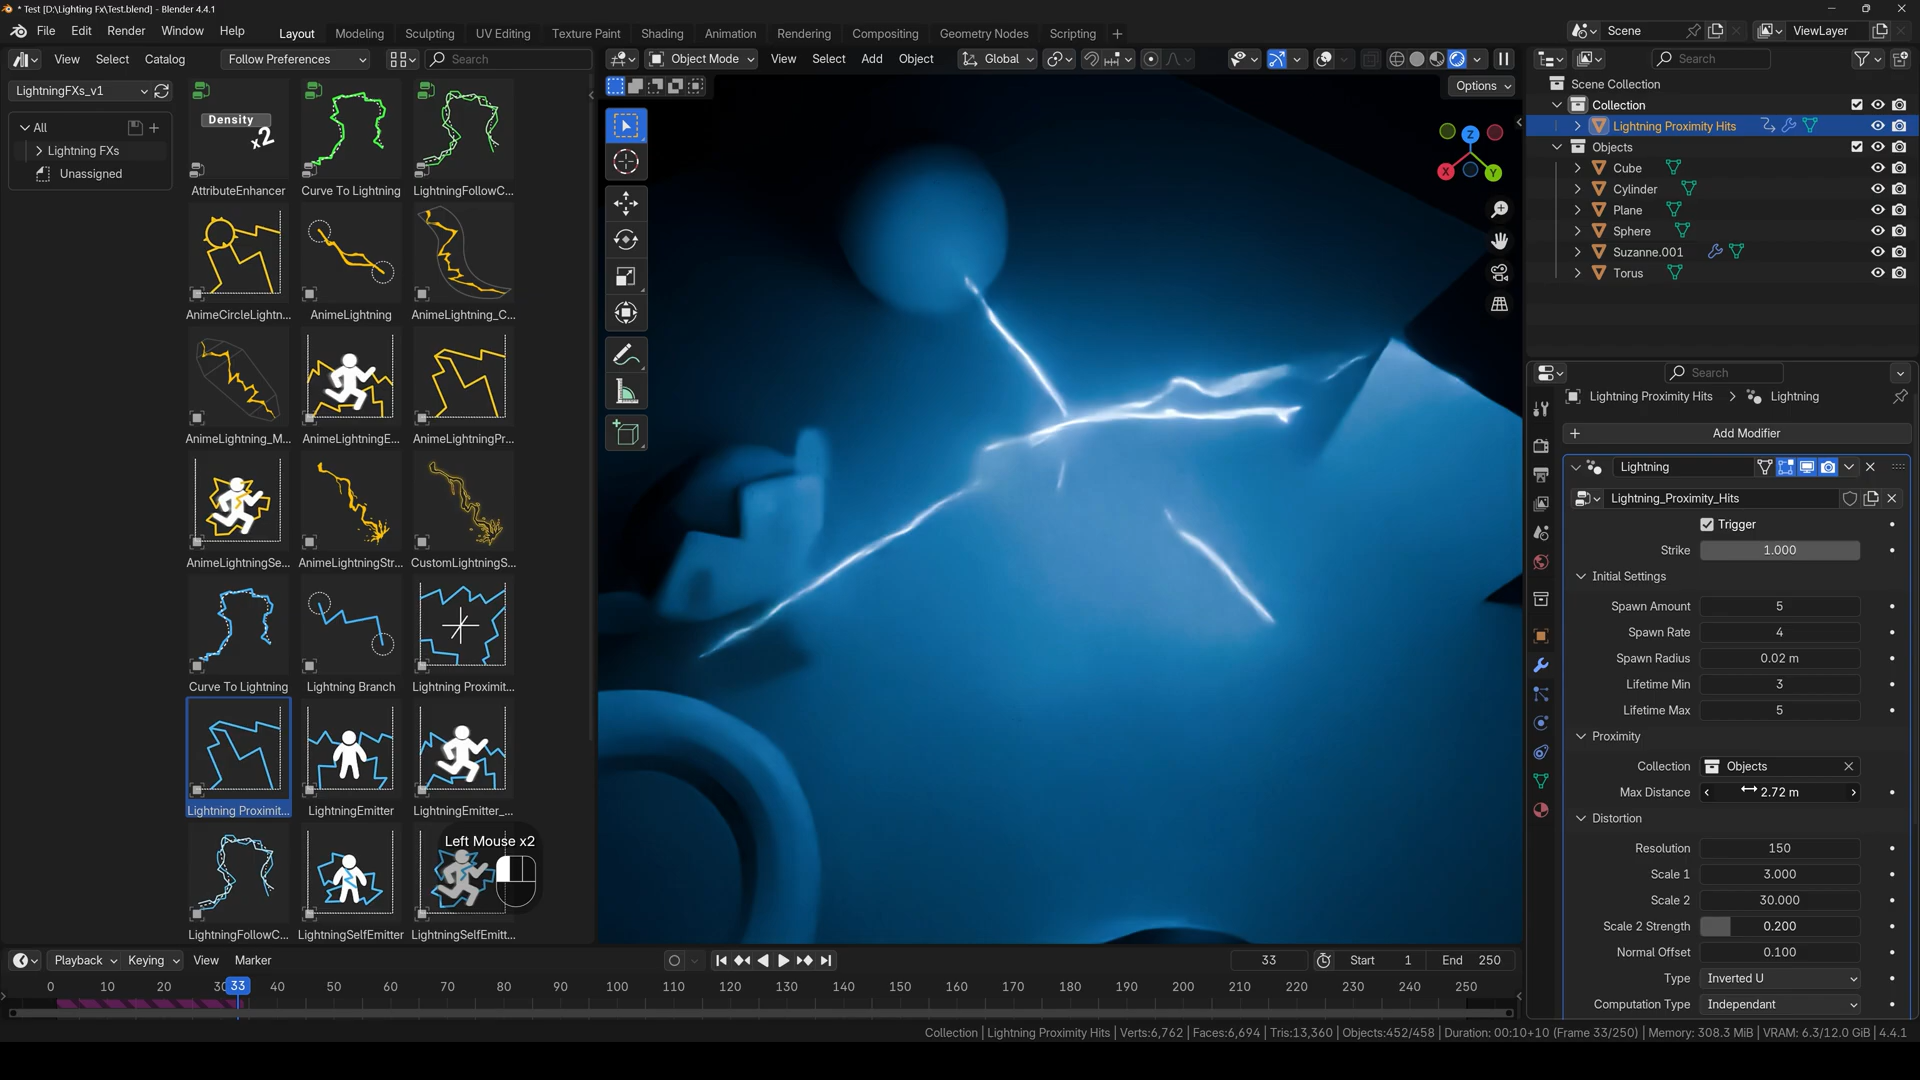 * Test [D:\Lighting Fx\Test.blend] - Blender 4.4.1
File Edit Render Window Help
Layout Modeling Sculpting UV Editing Texture Paint Shading Animation Rendering Compositing Geometry Nodes Scripting +
Scene ViewLayer
View Select Catalog Follow Preferences Search
Object Mode View Select Add Object Global
Options
Search
LightningFXs_v1
All
Lightning FXs
Unassigned
Density
x2
AttributeEnhancer Curve To Lightning LightningFollowC...
AnimeCircleLightn... AnimeLightning AnimeLightning_C...
AnimeLightning_M... AnimeLightningE... AnimeLightningPr...
AnimeLightningSe... AnimeLightningStr... CustomLightningS...
Curve To Lightning Lightning Branch Lightning Proximit...
Lightning Proximit... LightningEmitter LightningEmitter_...
LightningFollowC... LightningSelfEmitter LightningSelfEmitt...
Left Mouse x2
Z
X
Y
Scene Collection
Collection
Lightning Proximity Hits
Objects
Cube
Cylinder
Plane
Sphere
Suzanne.001
Torus
Search
Lightning Proximity Hits > Lightning
+ Add Modifier
Lightning
Lightning_Proximity_Hits
Trigger
Strike 1.000
Initial Settings
Spawn Amount 5
Spawn Rate 4
Spawn Radius 0.02 m
Lifetime Min 3
Lifetime Max 5
Proximity
Collection Objects
Max Distance 2.72 m
Distortion
Resolution 150
Scale 1 3.000
Scale 2 30.000
Scale 2 Strength 0.200
Normal Offset 0.100
Type Inverted U
Computation Type Independant
Playback Keying View Marker
33 Start 1 End 250
0 10 20 30 33 40 50 60 70 80 90 100 110 120 130 140 150 160 170 180 190 200 210 220 230 240 250
Collection | Lightning Proximity Hits | Verts:6,762 | Faces:6,694 | Tris:13,360 | Objects:452/458 | Duration: 00:10+10 (Frame 33/250) | Memory: 308.3 MiB | VRAM: 6.3/12.0 GiB | 4.4.1